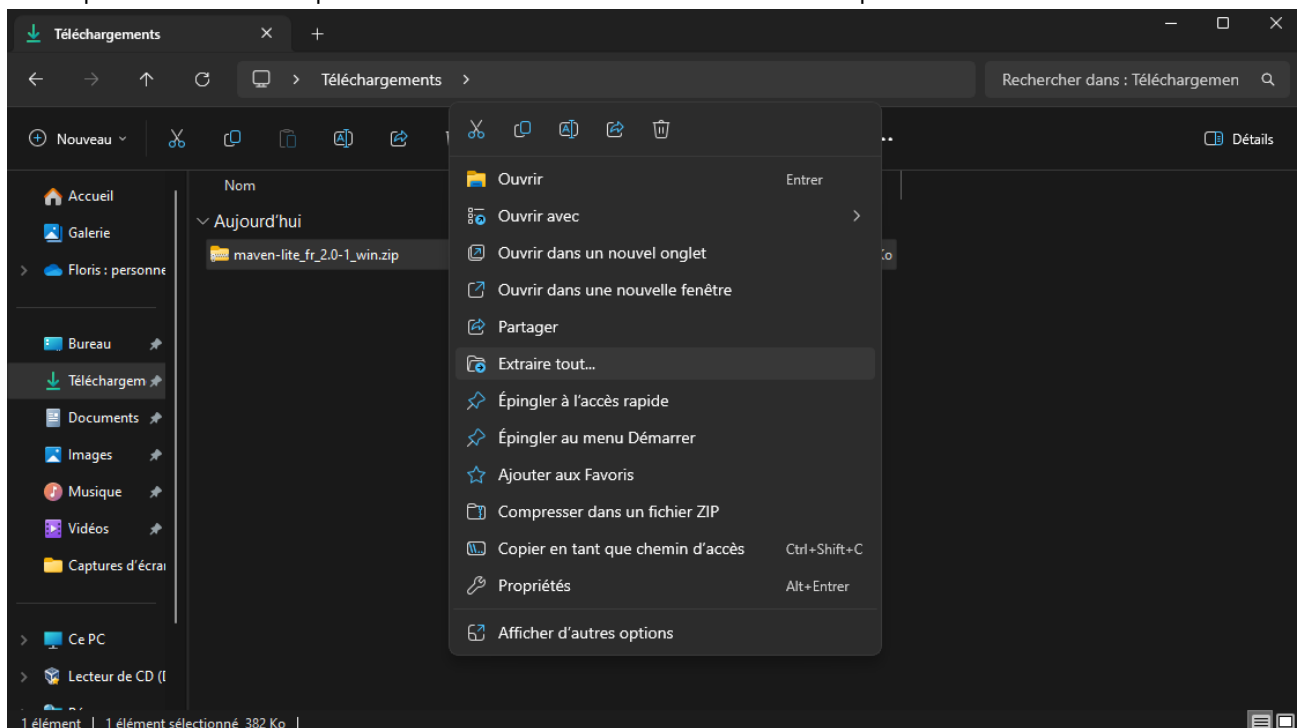 Téléchargements
Téléchargements
Rechercher dans : Téléchargemen
Nouveau
Détails
Accueil
Galerie
Floris : personne
Bureau
Téléchargem
Documents
Images
Musique
Vidéos
Captures d'écran
Ce PC
Lecteur de CD (D
Nom
Aujourd'hui
maven-lite_fr_2.0-1_win.zip
Ko
Ouvrir Entrer
Ouvrir avec
Ouvrir dans un nouvel onglet
Ouvrir dans une nouvelle fenêtre
Partager
Extraire tout...
Épingler à l'accès rapide
Épingler au menu Démarrer
Ajouter aux Favoris
Compresser dans un fichier ZIP
Copier en tant que chemin d'accès Ctrl+Shift+C
Propriétés Alt+Entrer
Afficher d'autres options
1 élément | 1 élément sélectionné 382 Ko |